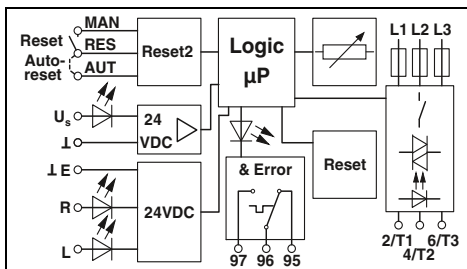 MAN
Reset
RES
Auto-
reset
AUT
Reset2
Logic
µP
L1 L2 L3
Us
⊥
24
VDC
⊥ E
R
L
24VDC
& Error
97 96 95
Reset
2/T1 6/T3
4/T2